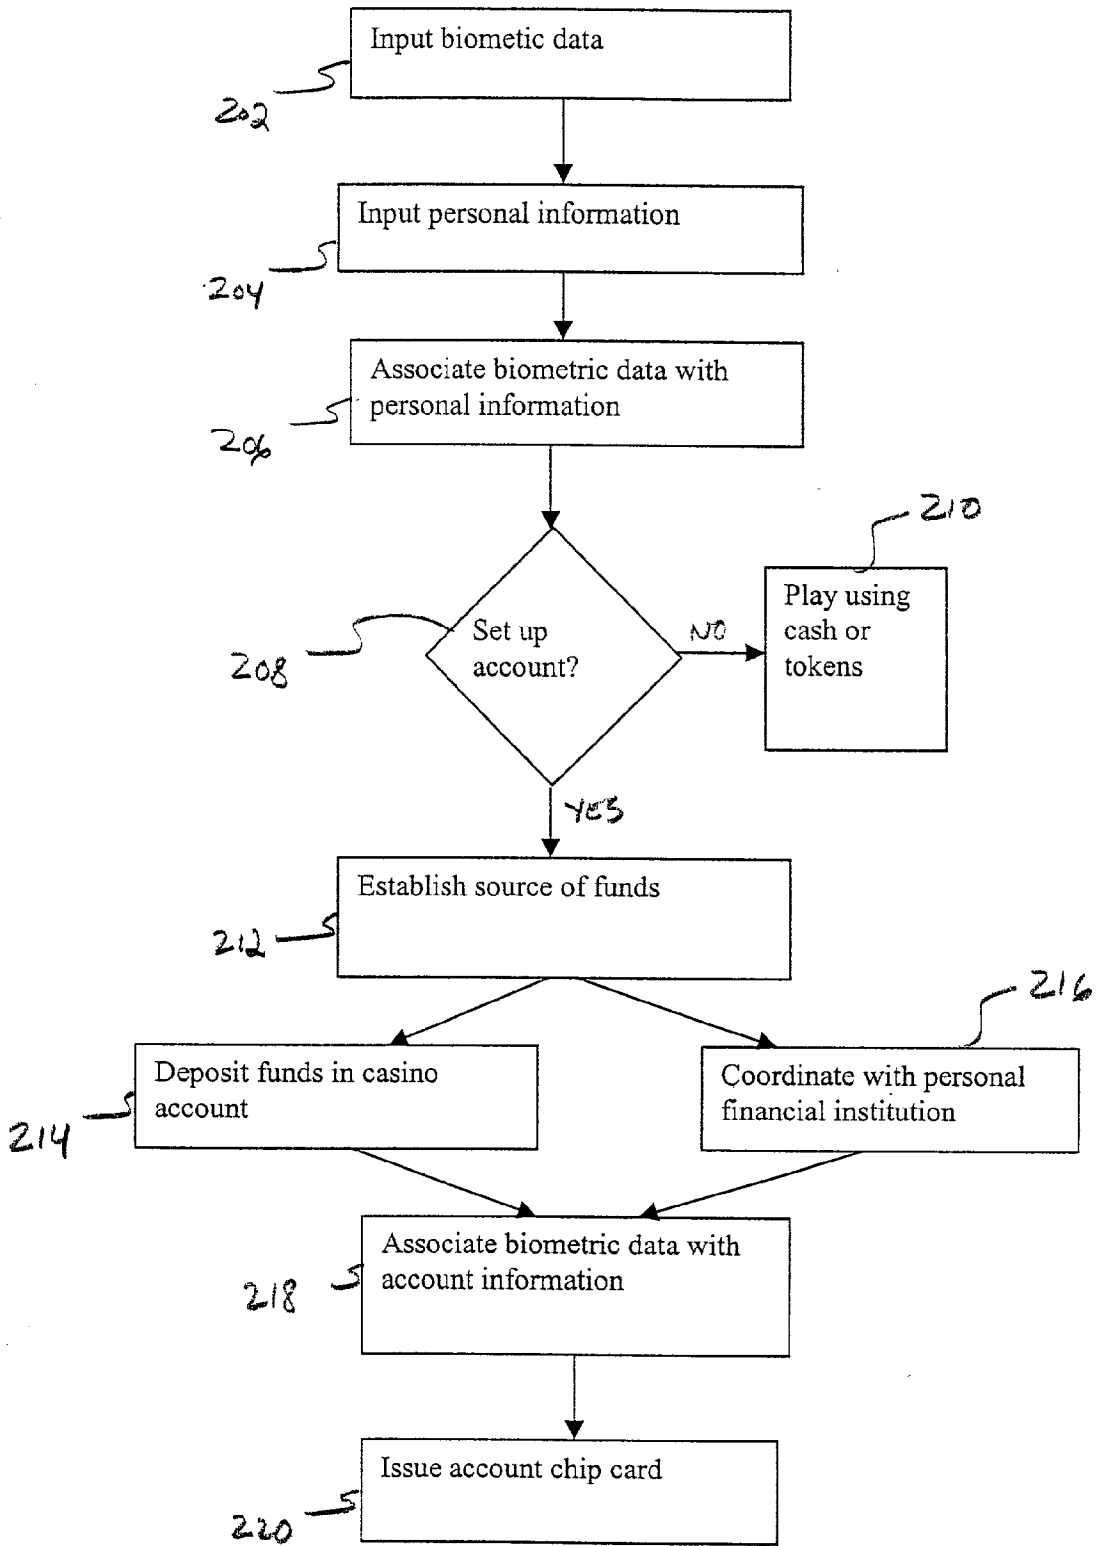 Input biometic data
202
Input personal information
204
Associate biometric data with
personal information
206
210
Play using
cash or
tokens
NO
Set up
account?
208
YES
Establish source of funds
212
216
Deposit funds in casino
account
214
Coordinate with personal
financial institution
Associate biometric data with
account information
218
Issue account chip card
220